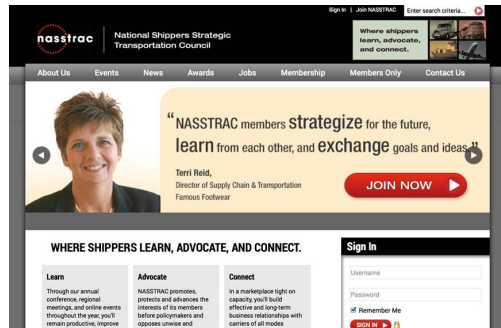 Sign In | Join NASSTRAC Enter search criteria...
nasstrac
National Shippers Strategic
Transportation Council
Where shippers
learn, advocate,
and connect.
About Us Events News Awards Jobs Membership Members Only Contact Us
“NASSTRAC members strategize for the future,
learn from each other, and exchange goals and ideas.”
Terri Reid,
Director of Supply Chain & Transportation
Famous Footwear
JOIN NOW
WHERE SHIPPERS LEARN, ADVOCATE, AND CONNECT.
Sign In
Learn
Through our annual
conference, regional
meetings, and online events
throughout the year, you'll
remain productive, improve
Advocate
NASSTRAC promotes,
protects and advances the
interests of its members
before policymakers and
opposes unwise and
Connect
In a marketplace tight on
capacity, you'll build
effective and long-term
business relationships with
carriers of all modes
Username
Password
Remember Me
SIGN IN